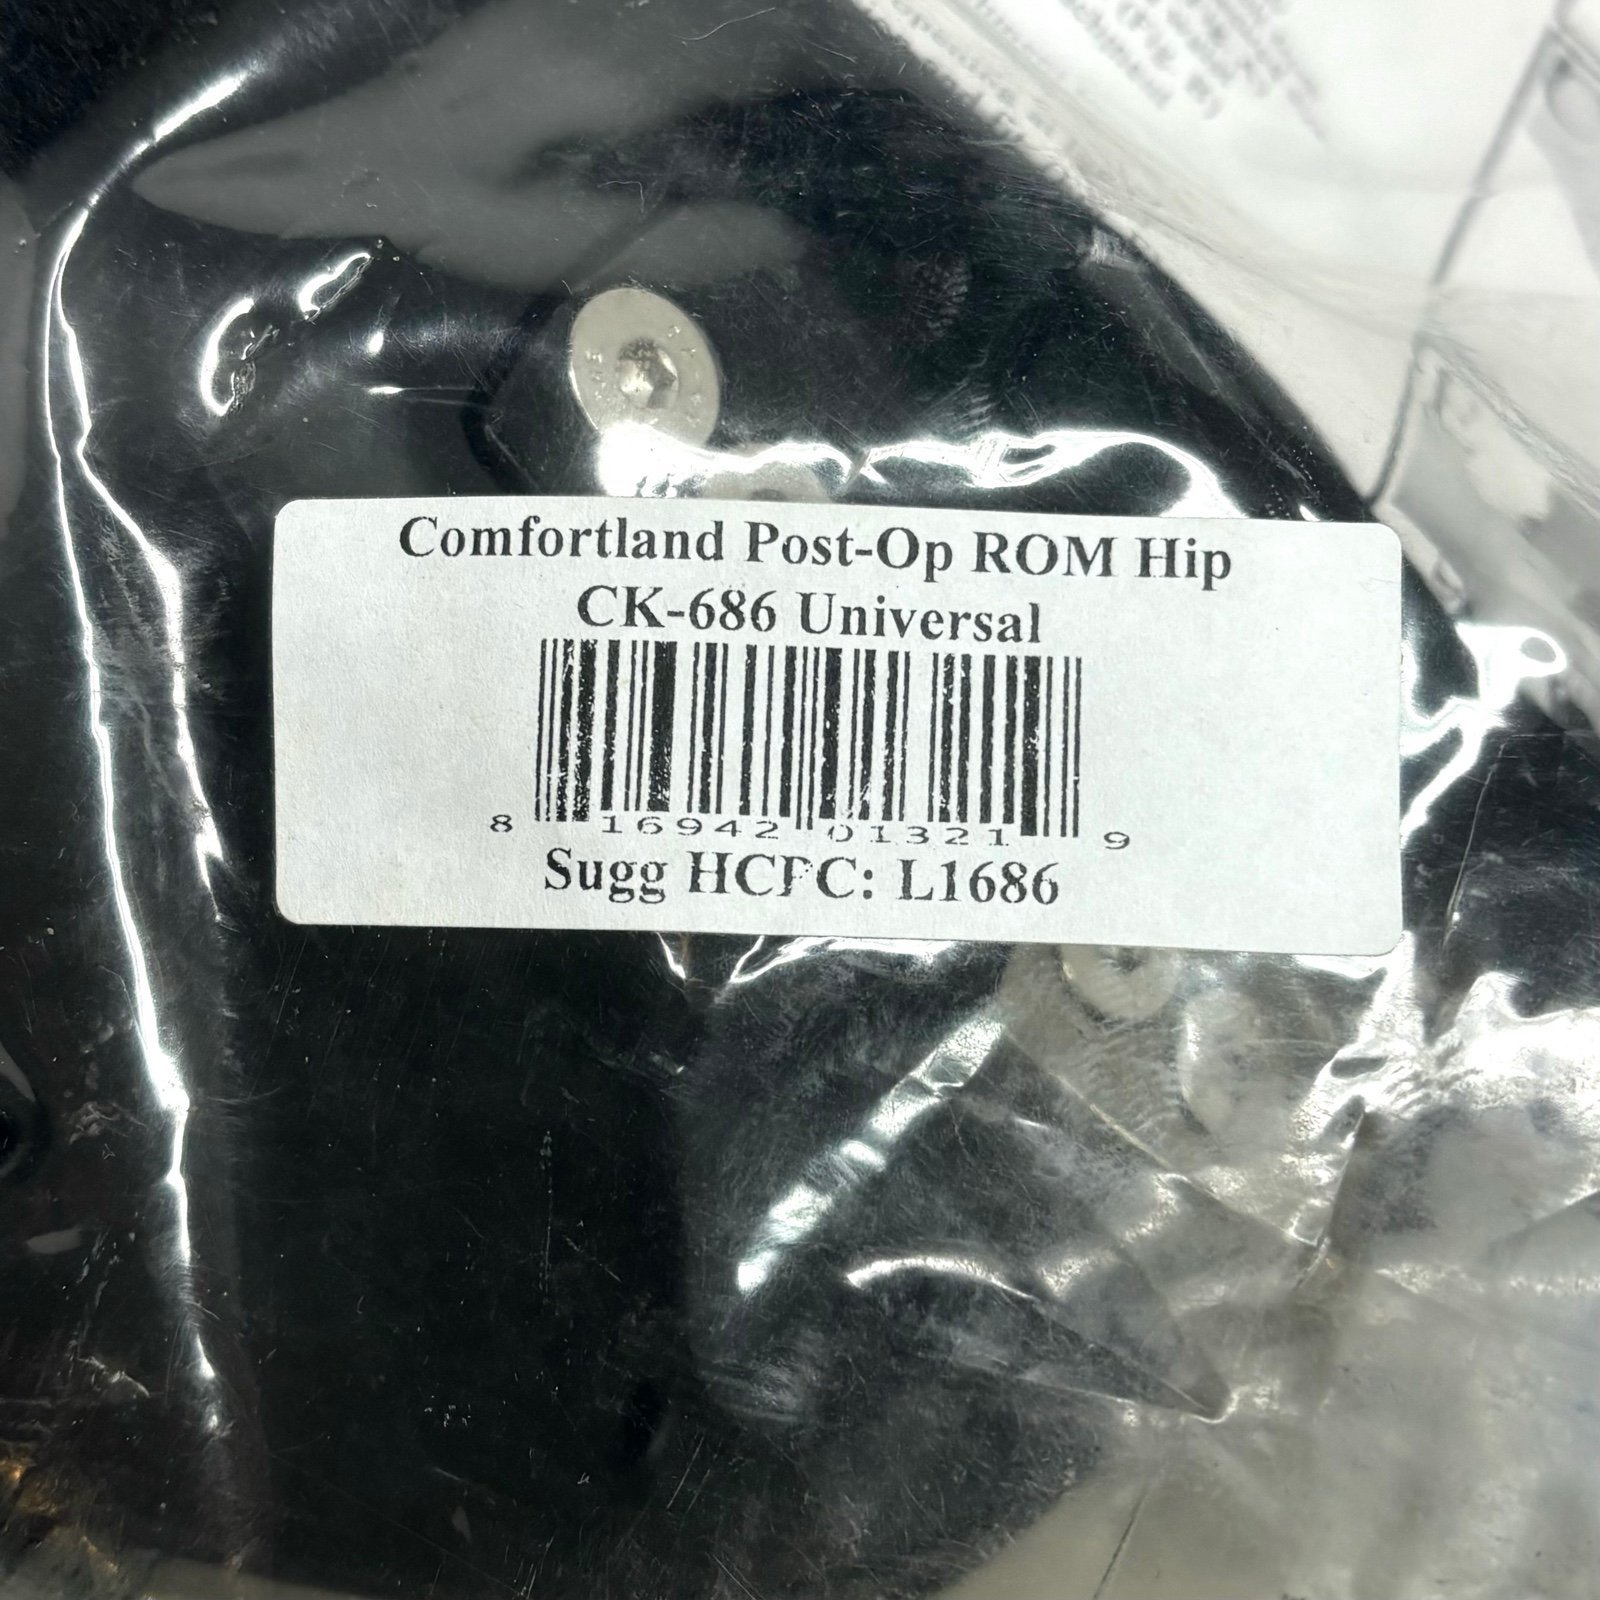 Comfortland Post-Op ROM Hip
CK-686 Universal
8 16942 01321 9
Sugg HCPC: L1686